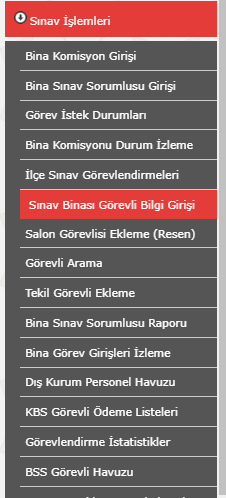 Sınav İşlemleri
Bina Komisyon Girişi
Bina Sınav Sorumlusu Girişi
Görev İstek Durumları
Bina Komisyonu Durum İzleme
İlçe Sınav Görevlendirmeleri
Sınav Binası Görevli Bilgi Girişi
Salon Görevlisi Ekleme (Resen)
Görevli Arama
Tekil Görevli Ekleme
Bina Sınav Sorumlusu Raporu
Bina Görev Girişleri İzleme
Dış Kurum Personel Havuzu
KBS Görevli Ödeme Listeleri
Görevlendirme İstatistikler
BSS Görevli Havuzu